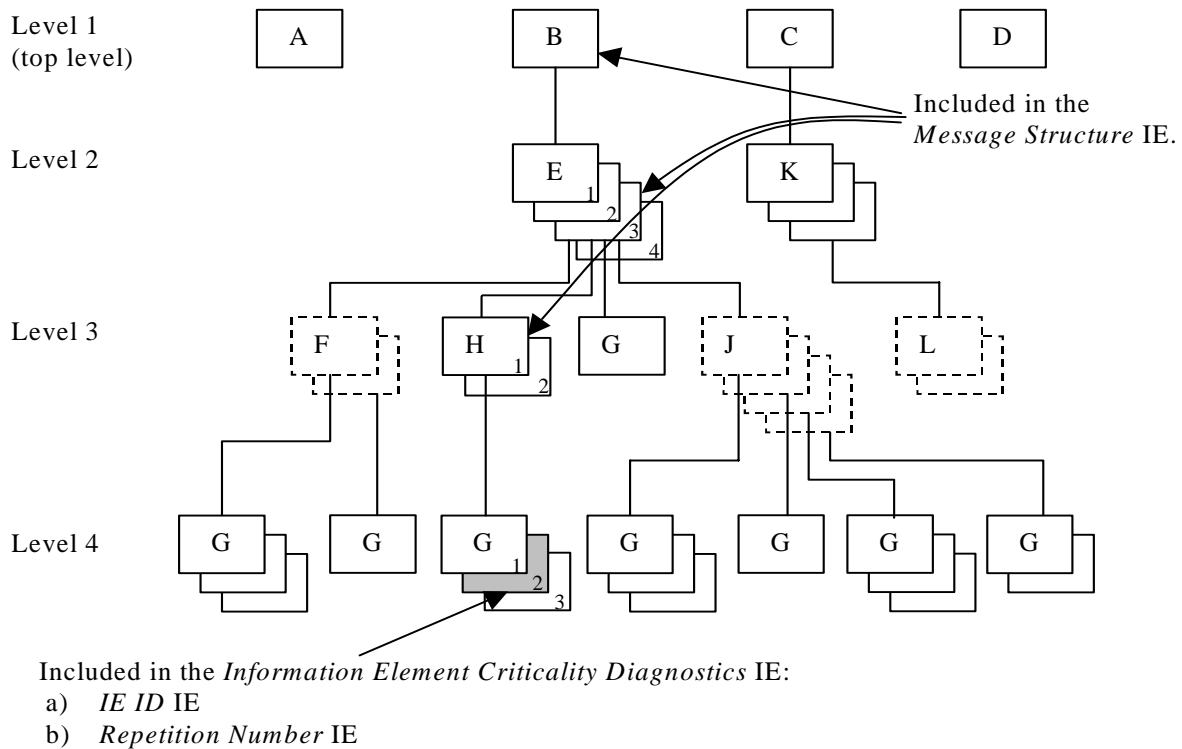 Level 1
(top level)
A
B
C
D
Included in the
Message Structure IE.
Level 2
E
1
2
3
4
K
Level 3
F
H
1
2
G
J
L
Level 4
G
G
G
1
2
3
G
G
G
G
Included in the Information Element Criticality Diagnostics IE:
a) IE ID IE
b) Repetition Number IE